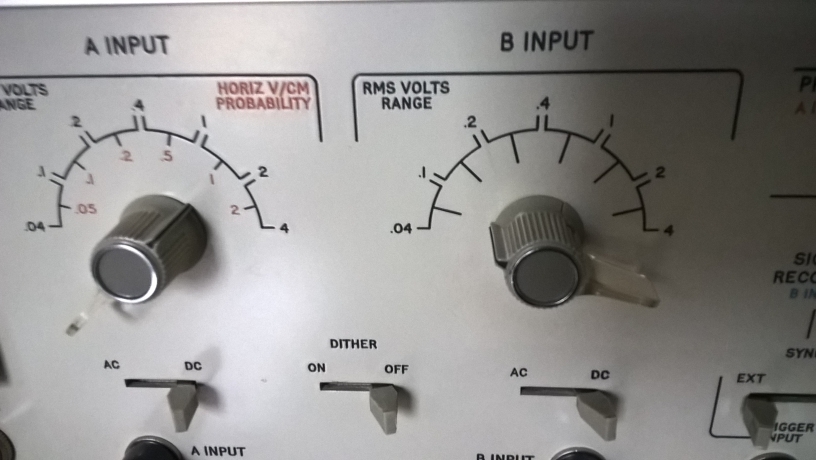 A INPUT
VOLTS
HORIZ V/CM
PROBABILITY
.04
.1
.2
.4
1
2
4
.05
.1
.2
.5
1
2
B INPUT
RMS VOLTS
RANGE
.04
.1
.2
.4
1
2
4
DITHER
AC
DC
ON
OFF
AC
DC
EXT
A INPUT
B INPUT